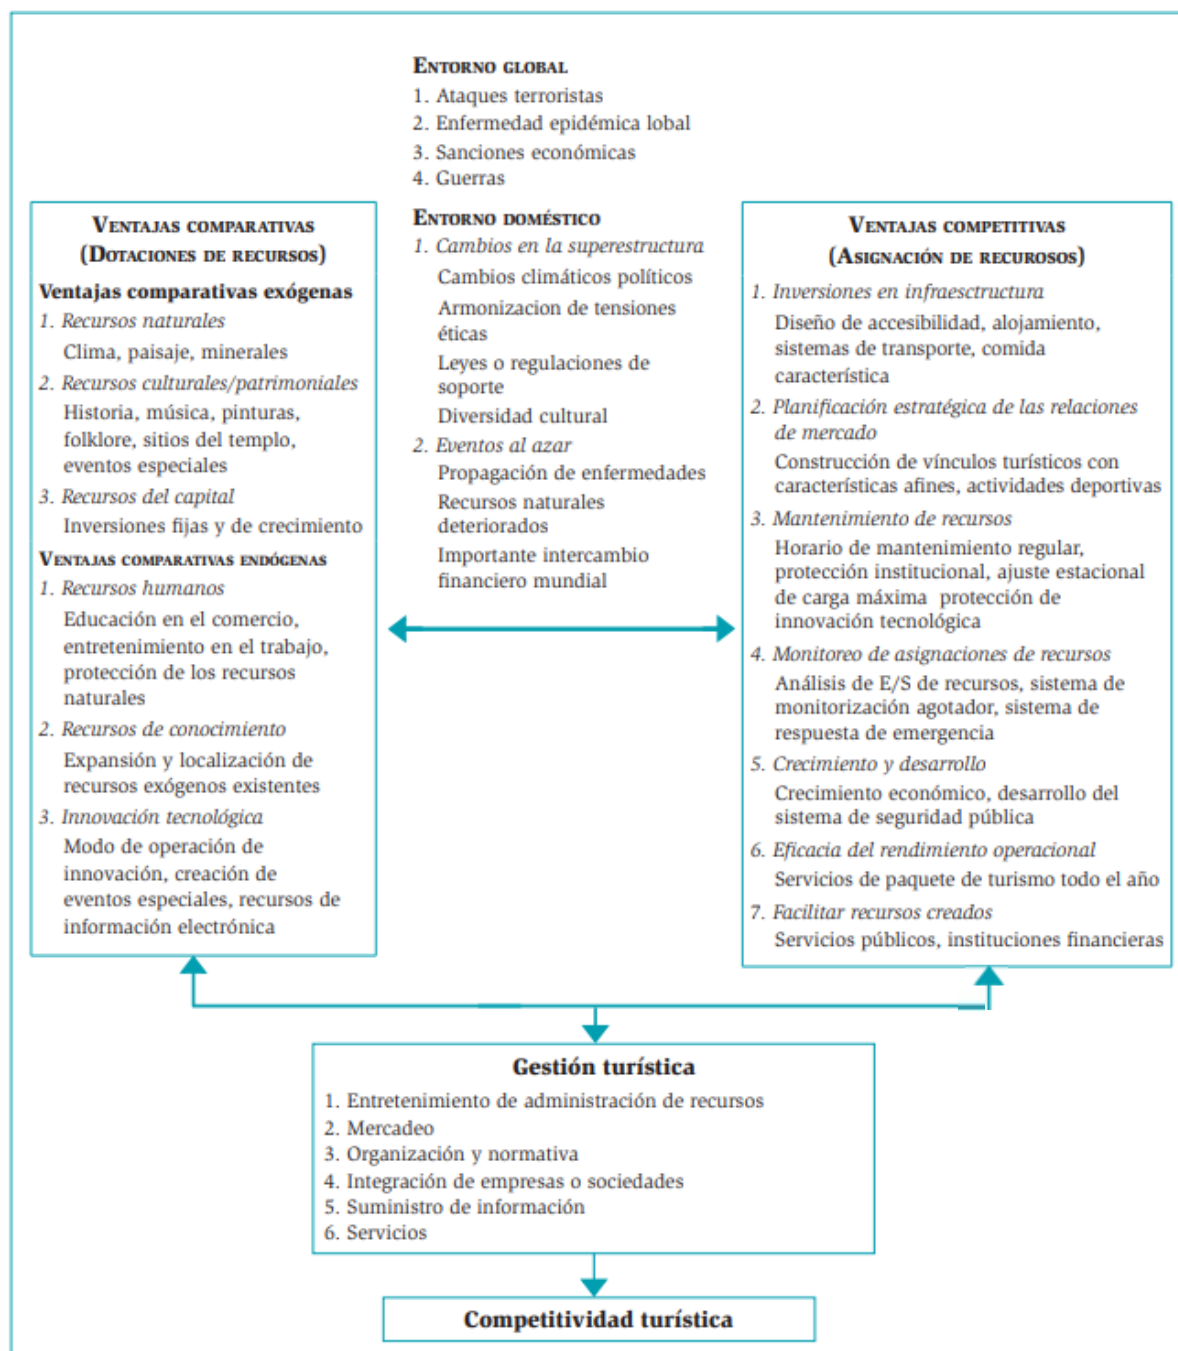 ENTORNO GLOBAL
1. Ataques terroristas
2. Enfermedad epidémica lobal
3. Sanciones económicas
4. Guerras
ENTORNO DOMÉSTICO
1. Cambios en la superestructura
Cambios climáticos políticos
Armonizacion de tensiones
éticas
Leyes o regulaciones de
soporte
Diversidad cultural
2. Eventos al azar
Propagación de enfermedades
Recursos naturales
deteriorados
Importante intercambio
financiero mundial
VENTAJAS COMPARATIVAS
(DOTACIONES DE RECURSOS)
Ventajas comparativas exógenas
1. Recursos naturales
Clima, paisaje, minerales
2. Recursos culturales/patrimoniales
Historia, música, pinturas,
folklore, sitios del templo,
eventos especiales
3. Recursos del capital
Inversiones fijas y de crecimiento
VENTAJAS COMPARATIVAS ENDÓGENAS
1. Recursos humanos
Educación en el comercio,
entretenimiento en el trabajo,
protección de los recursos
naturales
2. Recursos de conocimiento
Expansión y localización de
recursos exógenos existentes
3. Innovación tecnológica
Modo de operación de
innovación, creación de
eventos especiales, recursos de
información electrónica
VENTAJAS COMPETITIVAS
(ASIGNACIÓN DE RECUROSOS)
1. Inversiones en infraesctructura
Diseño de accesibilidad, alojamiento,
sistemas de transporte, comida
característica
2. Planificación estratégica de las relaciones
de mercado
Construcción de vínculos turísticos con
características afines, actividades deportivas
3. Mantenimiento de recursos
Horario de mantenimiento regular,
protección institucional, ajuste estacional
de carga máxima protección de
innovación tecnológica
4. Monitoreo de asignaciones de recursos
Análisis de E/S de recursos, sistema de
monitorización agotador, sistema de
respuesta de emergencia
5. Crecimiento y desarrollo
Crecimiento económico, desarrollo del
sistema de seguridad pública
6. Eficacia del rendimiento operacional
Servicios de paquete de turismo todo el año
7. Facilitar recursos creados
Servicios públicos, instituciones financieras
Gestión turística
1. Entretenimiento de administración de recursos
2. Mercadeo
3. Organización y normativa
4. Integración de empresas o sociedades
5. Suministro de información
6. Servicios
Competitividad turística